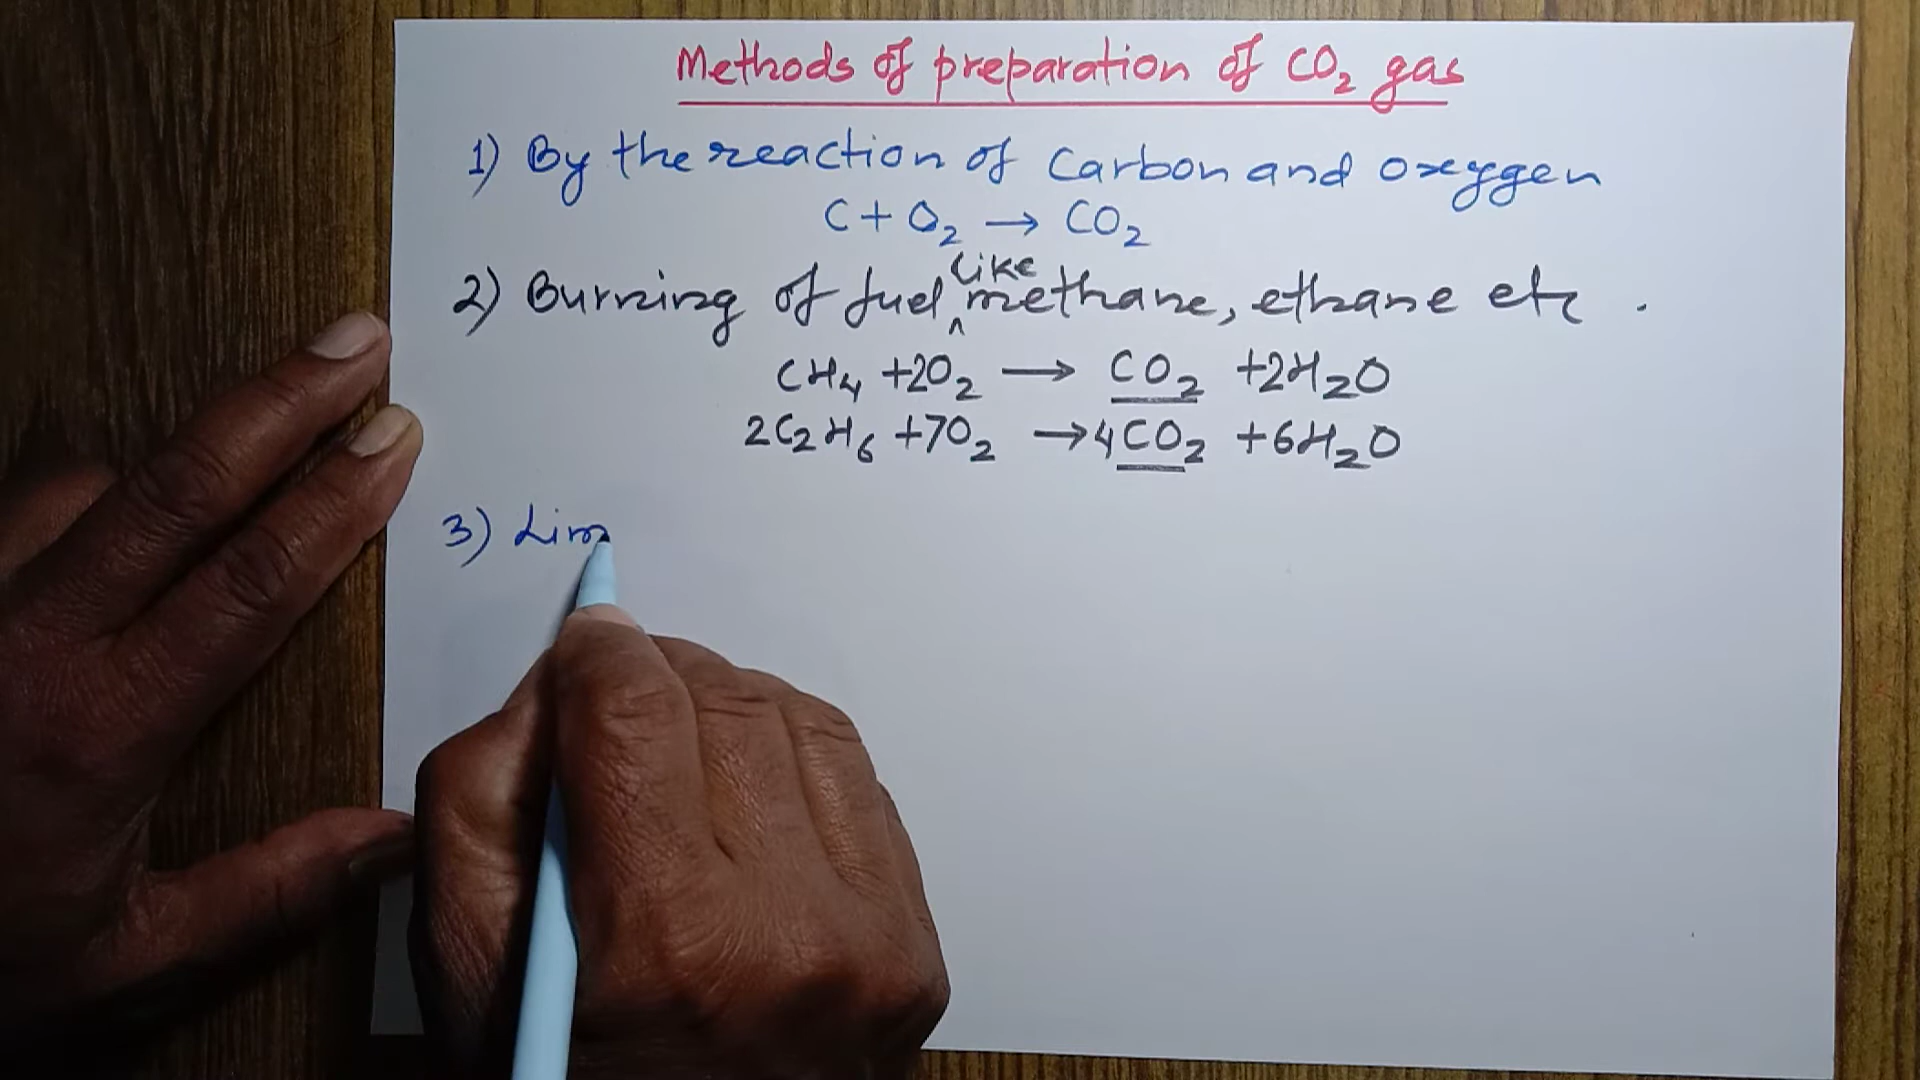 Methods of preparation of CO₂ gas
1) By the reaction of Carbon and oxygen
C + O₂ → CO₂
2) Burning of fuel like methane, ethane etc .
CH₄ + 2O₂ → CO₂ + 2H₂O
2C₂H₆ + 7O₂ → 4CO₂ + 6H₂O
3) Lim